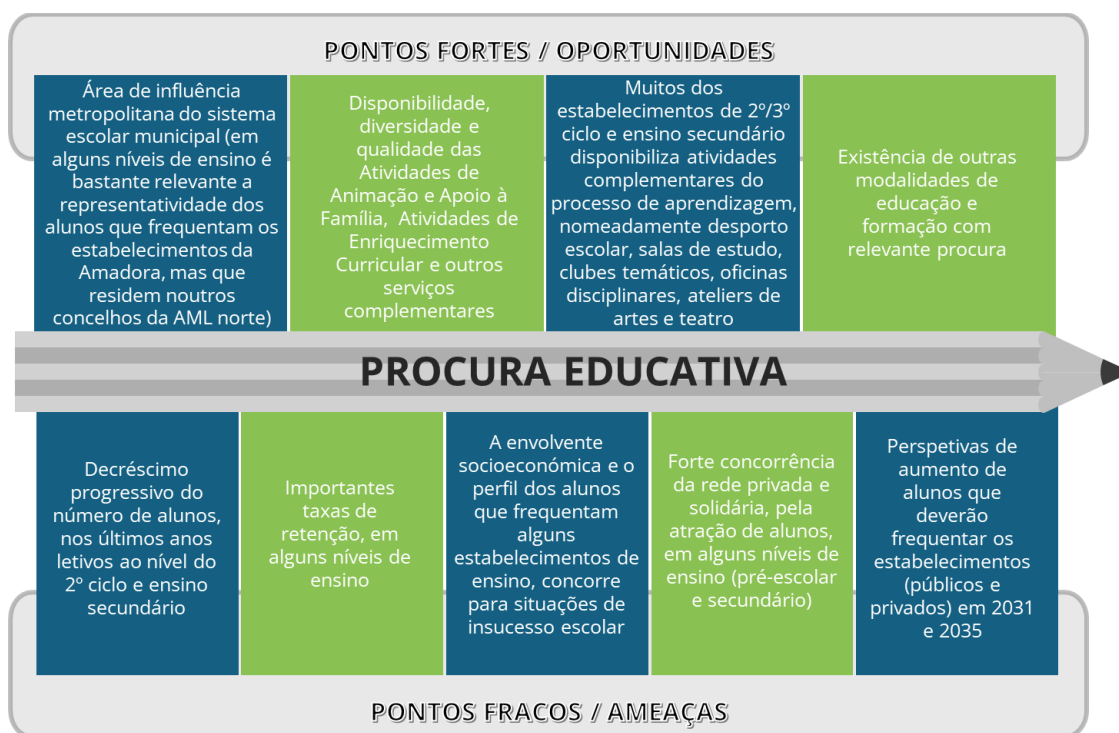 PONTOS FORTES / OPORTUNIDADES
Área de influência
metropolitana do sistema
escolar municipal (em
alguns níveis de ensino é
bastante relevante a
representatividade dos
alunos que frequentam os
estabelecimentos da
Amadora, mas que
residem noutros
concelhos da AML norte)
Disponibilidade,
diversidade e
qualidade das
Atividades de
Animação e Apoio à
Família, Atividades de
Enriquecimento
Curricular e outros
serviços
complementares
Muitos dos
estabelecimentos de 2º/3º
ciclo e ensino secundário
disponibiliza atividades
complementares do
processo de aprendizagem,
nomeadamente desporto
escolar, salas de estudo,
clubes temáticos, oficinas
disciplinares, ateliers de
artes e teatro
Existência de outras
modalidades de
educação e
formação com
relevante procura
PROCURA EDUCATIVA
Decréscimo
progressivo do
número de alunos,
nos últimos anos
letivos ao nível do
2º ciclo e ensino
secundário
Importantes
taxas de
retenção, em
alguns níveis de
ensino
A envolvente
socioeconómica e o
perfil dos alunos
que frequentam
alguns
estabelecimentos de
ensino, concorre
para situações de
insucesso escolar
Forte concorrência
da rede privada e
solidária, pela
atração de alunos,
em alguns níveis de
ensino (pré-escolar
e secundário)
Perspetivas de
aumento de
alunos que
deverão
frequentar os
estabelecimentos
(públicos e
privados) em 2031
e 2035
PONTOS FRACOS / AMEAÇAS